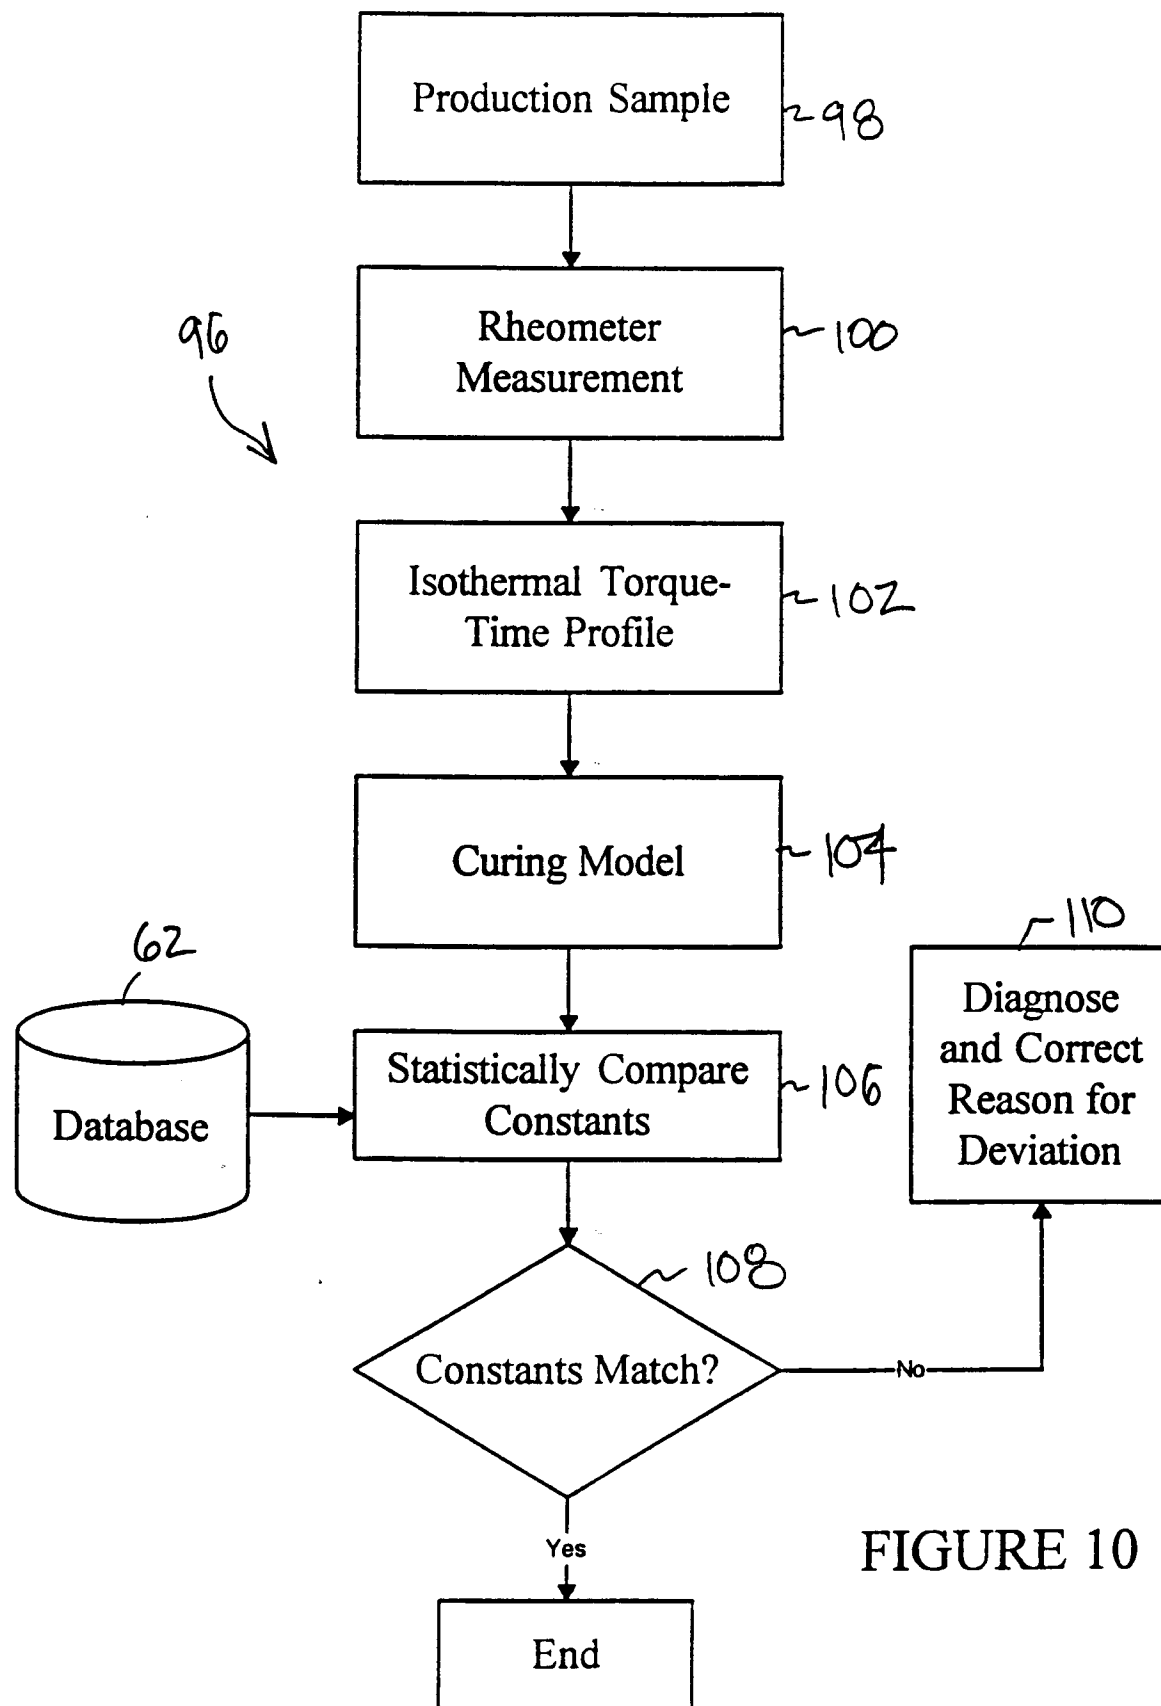 Production Sample
98
Rheometer
Measurement
100
96
Isothermal Torque-
Time Profile
102
Curing Model
104
62
Database
Statistically Compare
Constants
106
110
Diagnose
and Correct
Reason for
Deviation
108
Constants Match?
No
Yes
End
FIGURE 10